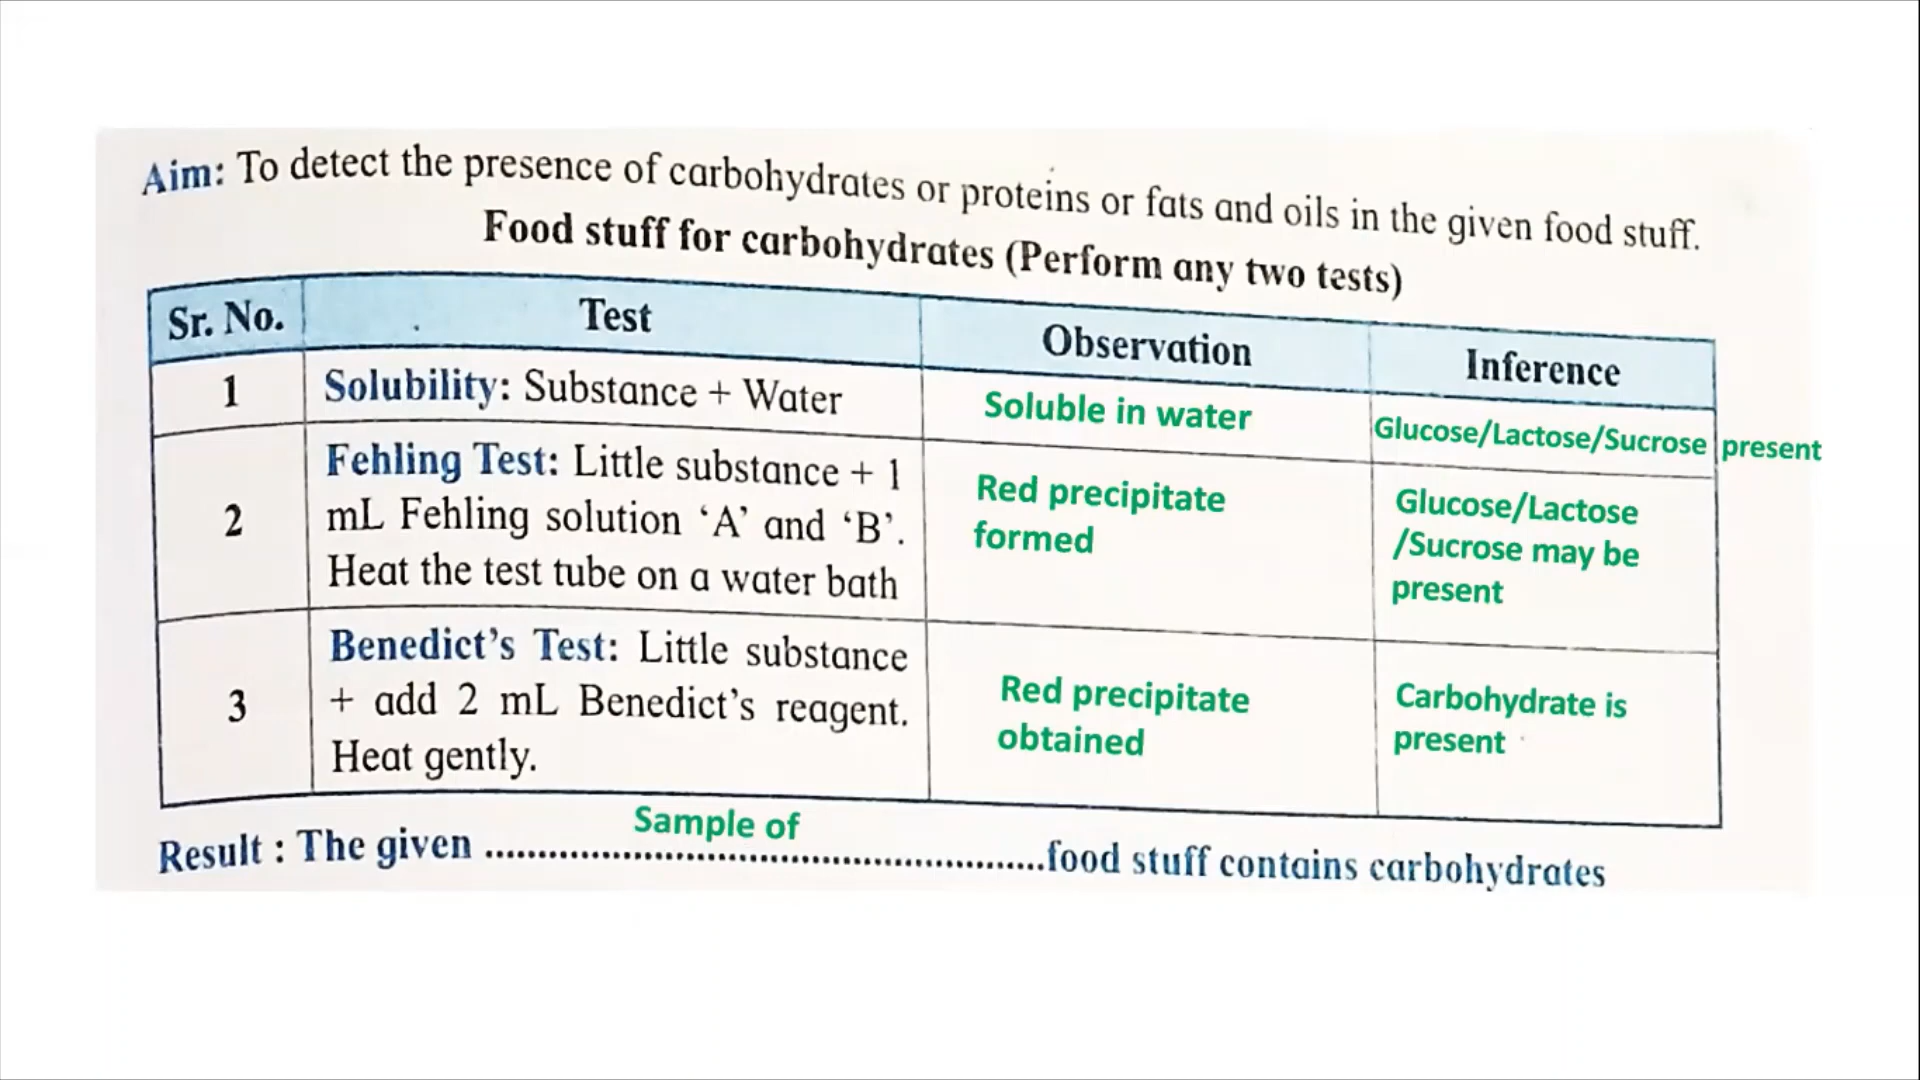 Aim: To detect the presence of carbohydrates or proteins or fats and oils in the given food stuff.
Food stuff for carbohydrates (Perform any two tests)
Sr. No. Test Observation Inference
1 Solubility: Substance + Water Soluble in water Glucose/Lactose/Sucrose present
2
Fehling Test: Little substance + 1
mL Fehling solution ‘A’ and ‘B’.
Heat the test tube on a water bath
Red precipitate
formed
Glucose/Lactose
/Sucrose may be
present
3
Benedict’s Test: Little substance
+ add 2 mL Benedict’s reagent.
Heat gently.
Red precipitate
obtained
Carbohydrate is
present
Sample of
Result : The given ........................................................food stuff contains carbohydrates